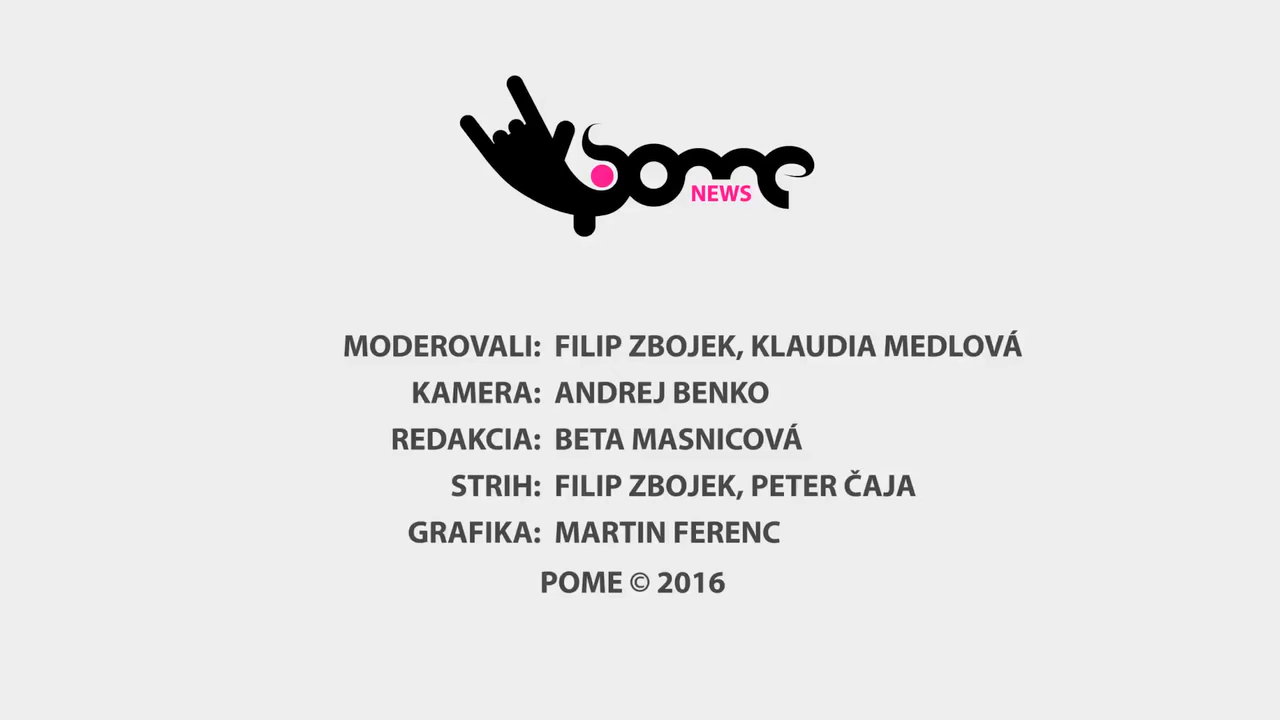 pome
NEWS
MODEROVALI: FILIP ZBOJEK, KLAUDIA MEDLOVÁ
KAMERA: ANDREJ BENKO
REDAKCIA: BETA MASNICOVÁ
STRIH: FILIP ZBOJEK, PETER ČAJA
GRAFIKA: MARTIN FERENC
POME © 2016